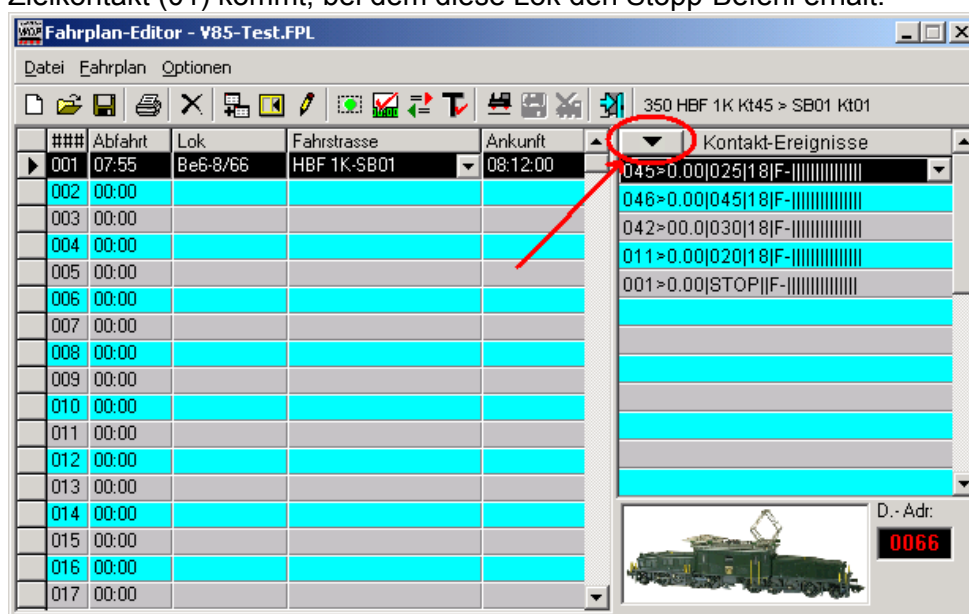 Zielkontakt (01) kommt, bei dem diese Lok den Stopp-Befehl erhält.
Fahrplan-Editor - V85-Test.FPL
Datei Fahrplan Optionen
350 HBF 1K Kt45 > SB01 Kt01
### Abfahrt Lok Fahrstrasse Ankunft Kontakt-Ereignisse
001 07:55 Be6-8/66 HBF 1K-SB01 08:12:00
045>0.00|025|18|F-||||||||||||||
002 00:00
046>0.00|045|18|F-||||||||||||||
003 00:00
042>00.0|030|18|F-||||||||||||||
004 00:00
011>0.00|020|18|F-||||||||||||||
005 00:00
001>0.00|STOP||F-||||||||||||||
006 00:00
007 00:00
008 00:00
009 00:00
010 00:00
011 00:00
012 00:00
013 00:00
014 00:00
D.- Adr:
015 00:00
0066
016 00:00
017 00:00